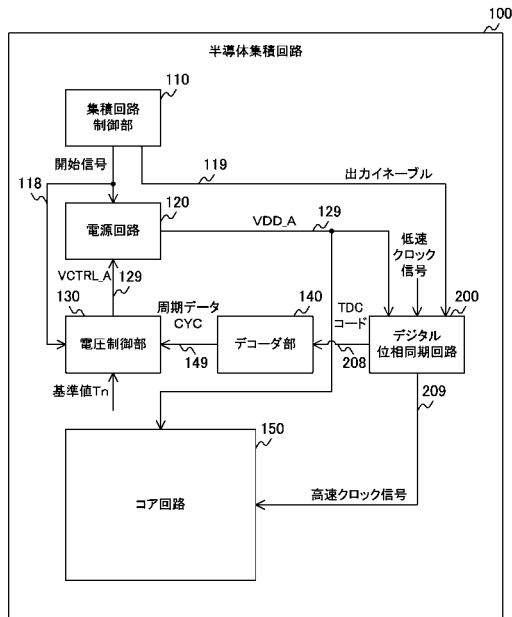 100
半導体集積回路
110
集積回路
制御部
開始信号
118
119
出力イネーブル
120
電源回路
VDD_A
129
低速
クロック
信号
VCTRL_A
129
130
電圧制御部
周期データ
CYC
149
140
デコーダ部
TDC
コード
208
200
デジタル
位相同期回路
209
基準値Tn
150
コア回路
高速クロック信号